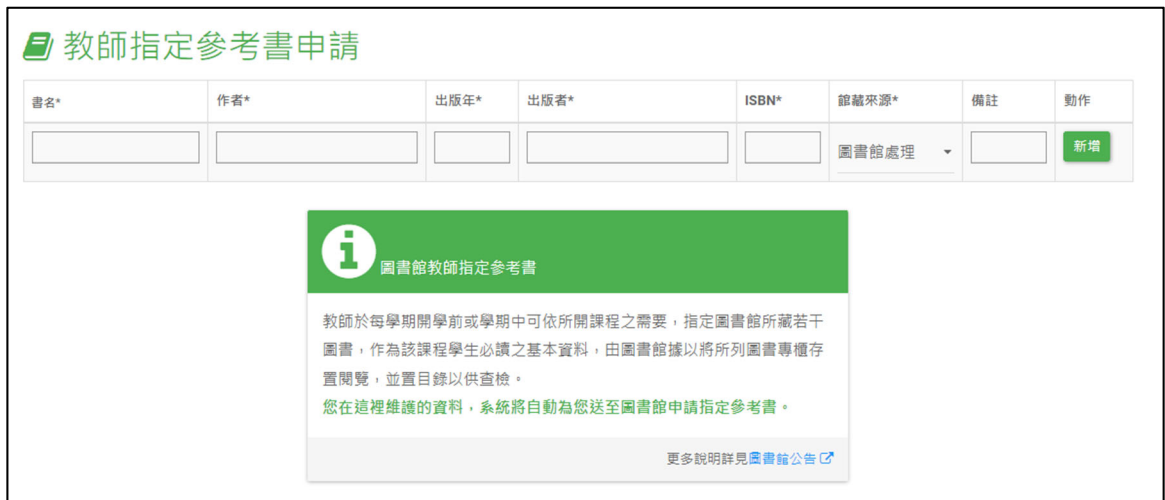 教師指定參考書申請
書名* 作者* 出版年* 出版者* ISBN* 館藏來源* 備註 動作
圖書館處理 新增
圖書館教師指定參考書
教師於每學期開學前或學期中可依所開課程之需要，指定圖書館所藏若干
圖書，作為該課程學生必讀之基本資料，由圖書館據以將所列圖書專櫃存
置閱覽，並置目錄以供查檢。
您在這裡維護的資料，系統將自動為您送至圖書館申請指定參考書。
更多說明詳見圖書館公告